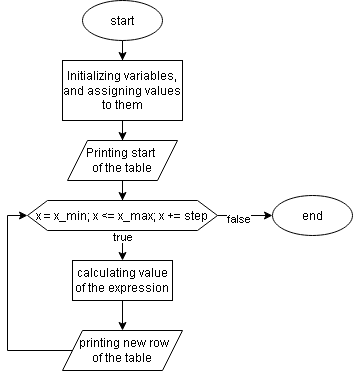 start
Initializing variables,
and assigning values
to them
Printing start
of the table
x = x_min; x <= x_max; x += step
false
end
true
calculating value
of the expression
printing new row
of the table